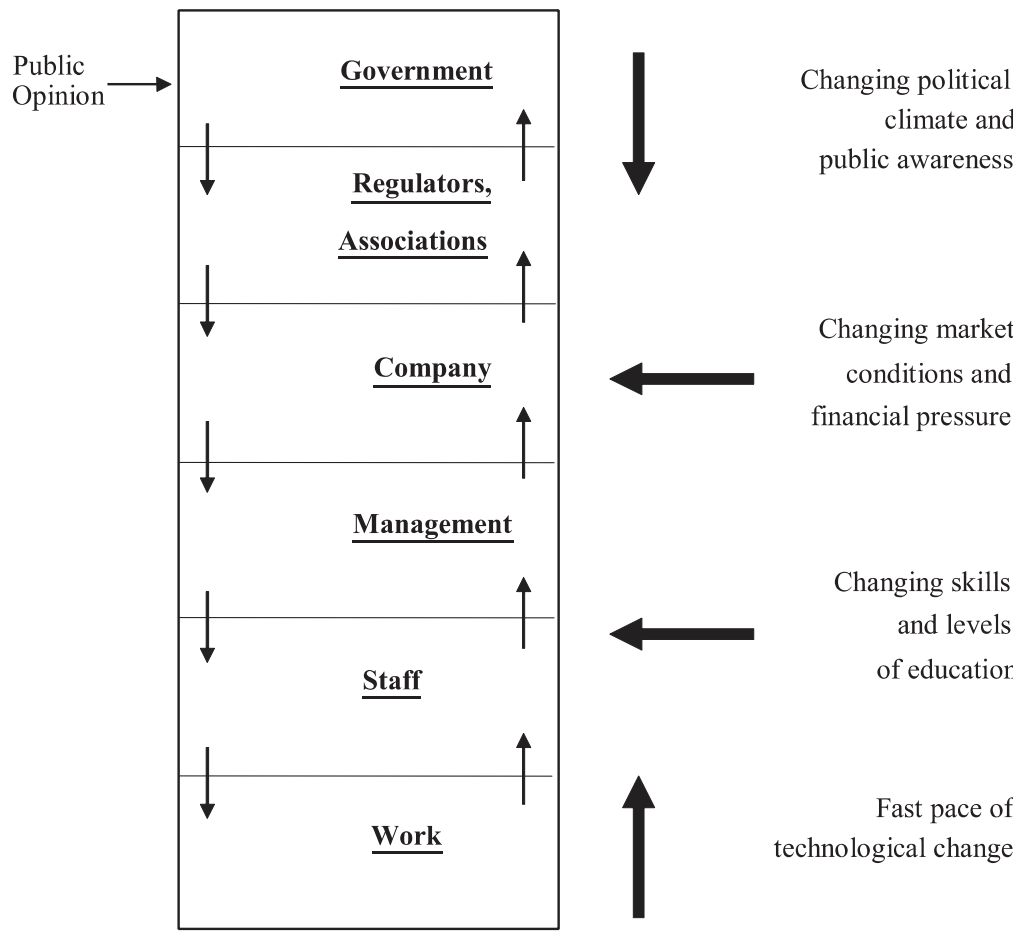 Public
Opinion
Government
Changing political
climate and
public awareness
Regulators,
Associations
Company
Changing market
conditions and
financial pressure
Management
Changing skills
and levels
of education
Staff
Work
Fast pace of
technological change